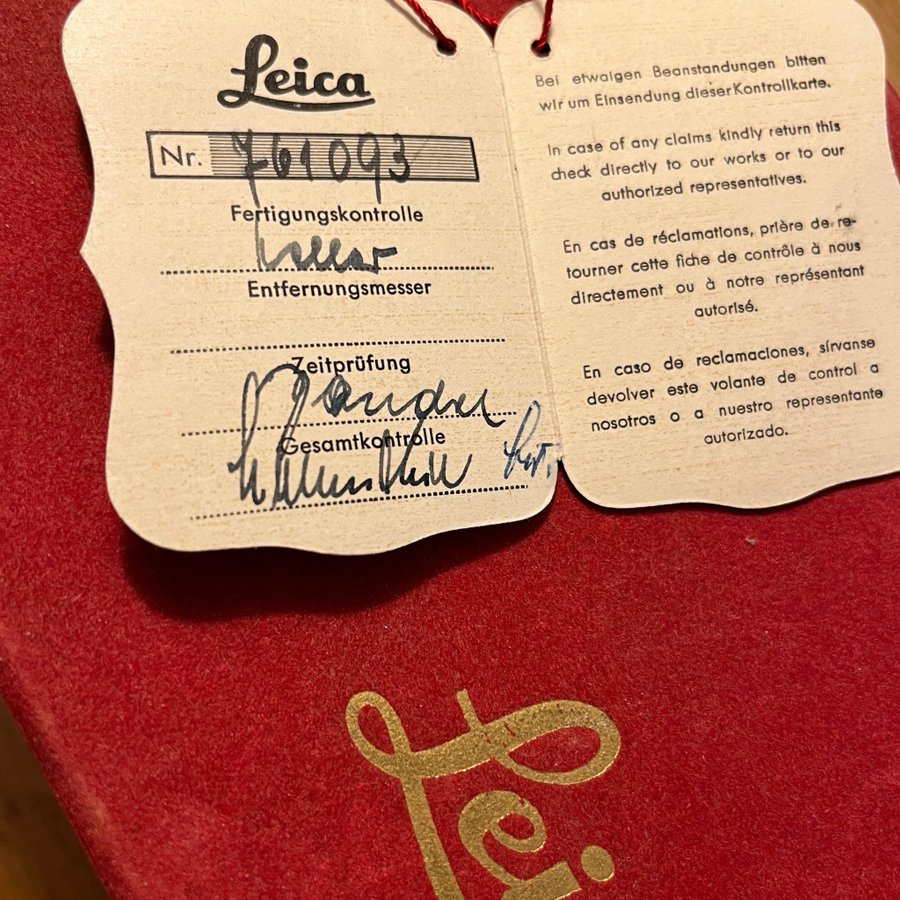 Leica
Nr. 761093
Fertigungskontrolle
Entfernungsmesser
Zeitprüfung
Gesamtkontrolle
Bei etwaigen Beanstandungen bitten
wir um Einsendung dieser Kontrollkarte.
In case of any claims kindly return this
check directly to our works or to our
authorized representatives.
En cas de réclamations, prière de re-
tourner cette fiche de contrôle à nous
directement ou à notre représentant
autorisé.
En caso de reclamaciones, sírvanse
devolver este volante de control a
nosotros o a nuestro representante
autorizado.
Lei